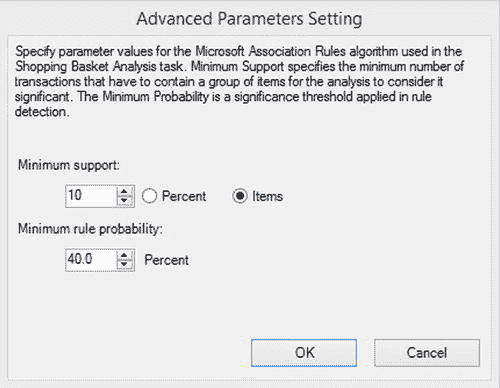 Advanced Parameters Setting
Specify parameter values for the Microsoft Association Rules algorithm used in the
Shopping Basket Analysis task. Minimum Support specifies the minimum number of
transactions that have to contain a group of items for the analysis to consider it
significant. The Minimum Probability is a significance threshold applied in rule
detection.
Minimum support:
10 Percent Items
Minimum rule probability:
40.0 Percent
OK Cancel